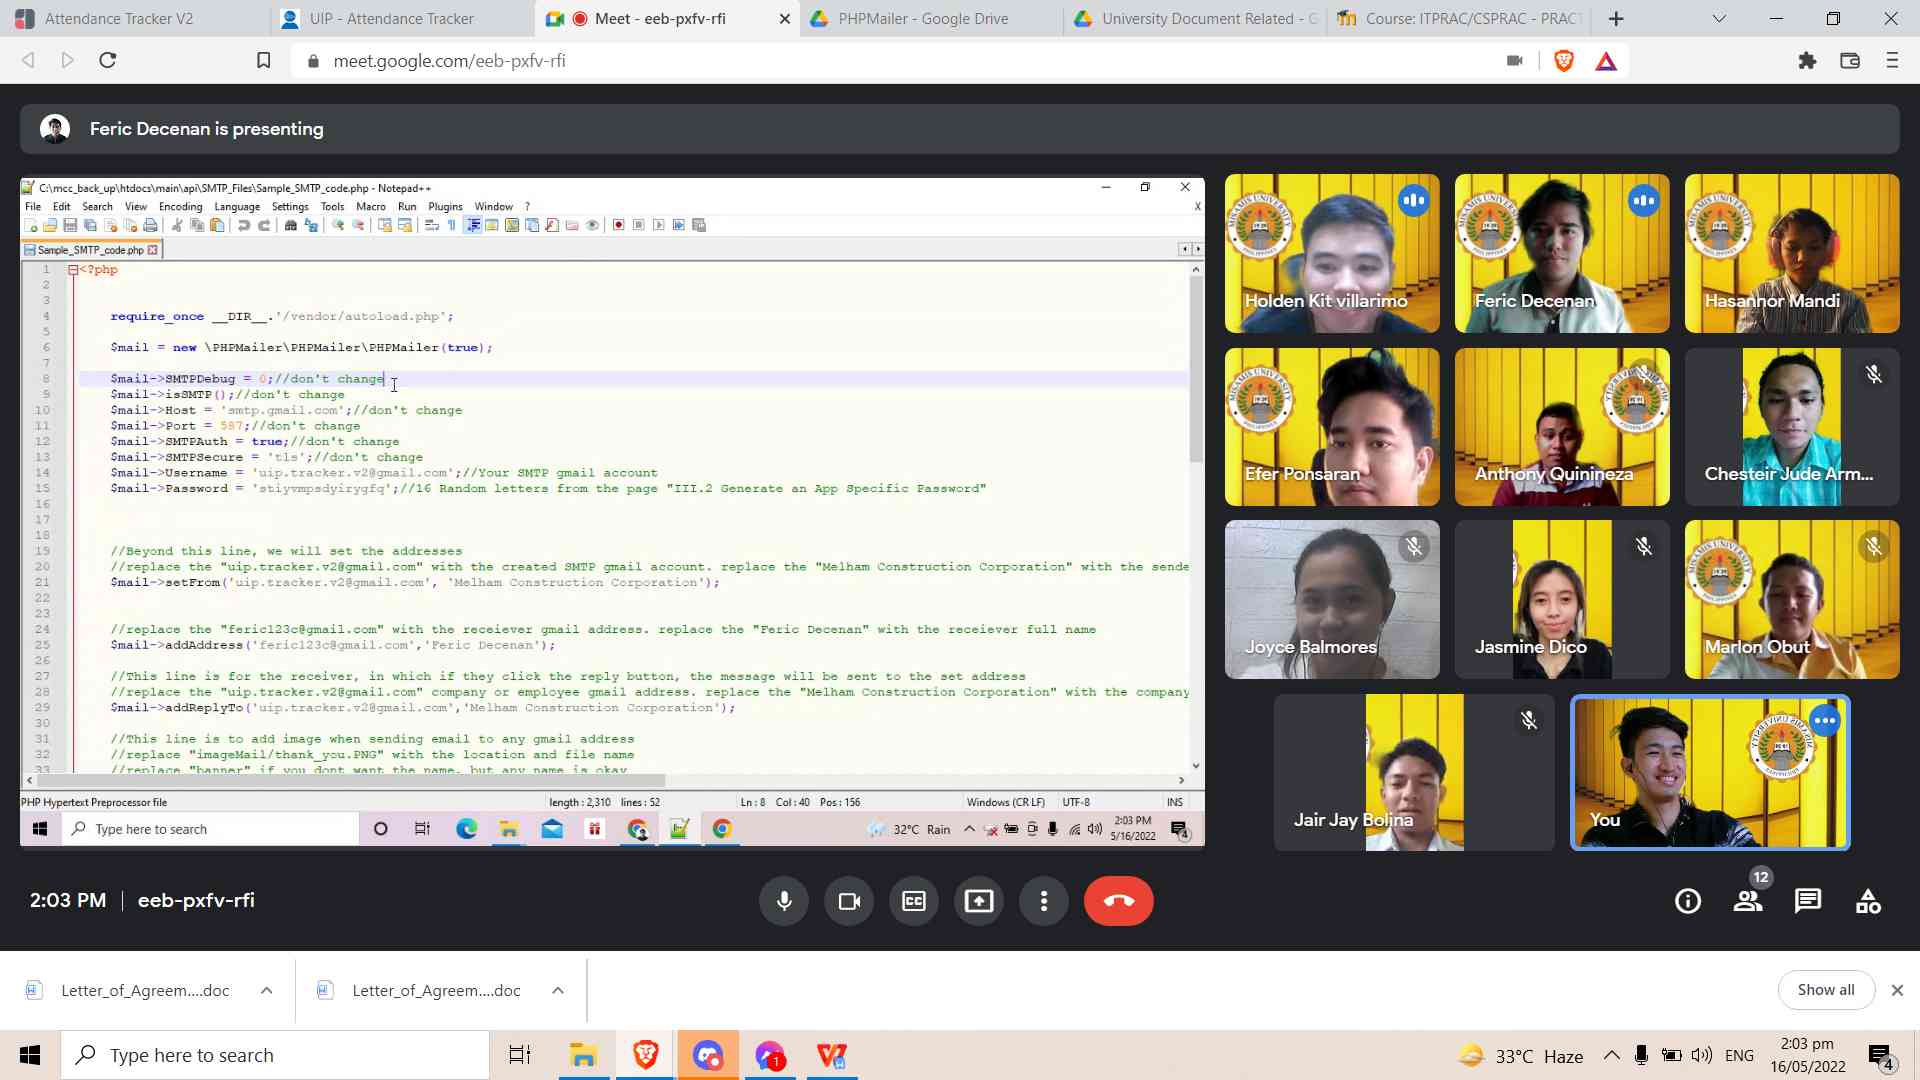 Attendance Tracker V2
UIP - Attendance Tracker
Meet - eeb-pxfv-rfi
PHPMailer - Google Drive
University Document Related - G
Course: ITPRAC/CSPRAC - PRACT
meet.google.com/eeb-pxfv-rfi
Feric Decenan is presenting
C:\mcc_back_up\htdocs\main\api\SMTP_Files\Sample_SMTP_code.php - Notepad++
File Edit Search View Encoding Language Settings Tools Macro Run Plugins Window ?
Sample_SMTP_code.php
1 <?php
2
3
4 require_once __DIR__.'/vendor/autoload.php';
5
6 $mail = new \PHPMailer\PHPMailer\PHPMailer(true);
7
8 $mail->SMTPDebug = 0;//don't change
9 $mail->isSMTP();//don't change
10 $mail->Host = 'smtp.gmail.com';//don't change
11 $mail->Port = 587;//don't change
12 $mail->SMTPAuth = true;//don't change
13 $mail->SMTPSecure = 'tls';//don't change
14 $mail->Username = 'uip.tracker.v2@gmail.com';//Your SMTP gmail account
15 $mail->Password = 'stiyvmpsdyirygfq';//16 Random letters from the page "III.2 Generate an App Specific Password"
16
17
18
19 //Beyond this line, we will set the addresses
20 //replace the "uip.tracker.v2@gmail.com" with the created SMTP gmail account. replace the "Melham Construction Corporation" with the sende
21 $mail->setFrom('uip.tracker.v2@gmail.com', 'Melham Construction Corporation');
22
23
24 //replace the "feric123c@gmail.com" with the receiever gmail address. replace the "Feric Decenan" with the receiever full name
25 $mail->addAddress('feric123c@gmail.com','Feric Decenan');
26
27 //This line is for the receiver, in which if they click the reply button, the message will be sent to the set address
28 //replace the "uip.tracker.v2@gmail.com" company or employee gmail address. replace the "Melham Construction Corporation" with the company
29 $mail->addReplyTo('uip.tracker.v2@gmail.com','Melham Construction Corporation');
30
31 //This line is to add image when sending email to any gmail address
32 //replace "imageMail/thank_you.PNG" with the location and file name
33 //replace "banner" if you dont want the name, but any name is okay
PHP Hypertext Preprocessor file
length : 2,310 lines : 52
Ln : 8 Col : 40 Pos : 156
Windows (CR LF)
UTF-8
INS
Type here to search
32°C Rain
2:03 PM
5/16/2022
4
Holden Kit villarimo
Feric Decenan
Hasannor Mandi
Efer Ponsaran
Anthony Quinineza
Chesteir Jude Arm...
Joyce Balmores
Jasmine Dico
Marlon Obut
Jair Jay Bolina
You
2:03 PM
eeb-pxfv-rfi
CC
12
Letter_of_Agreem....doc
Letter_of_Agreem....doc
Show all
Type here to search
1
33°C Haze
ENG
2:03 pm
16/05/2022
4